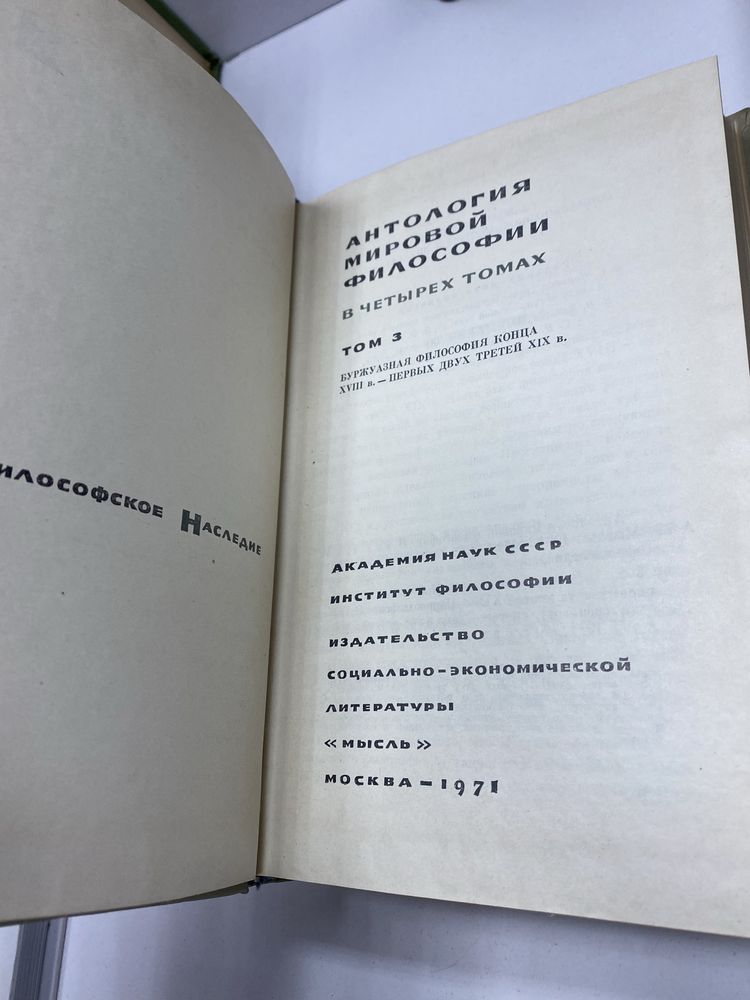 ИЛОСОФСКОЕ НАСЛЕДИЕ
АНТОЛОГИЯ
МИРОВОЙ
ФИЛОСОФИИ
В ЧЕТЫРЕХ ТОМАХ
ТОМ 3
БУРЖУАЗНАЯ ФИЛОСОФИЯ КОНЦА
XVIII в. — ПЕРВЫХ ДВУХ ТРЕТЕЙ XIX в.
АКАДЕМИЯ НАУК СССР
ИНСТИТУТ ФИЛОСОФИИ
ИЗДАТЕЛЬСТВО
СОЦИАЛЬНО-ЭКОНОМИЧЕСКОЙ
ЛИТЕРАТУРЫ
«МЫСЛЬ»
МОСКВА — 1971